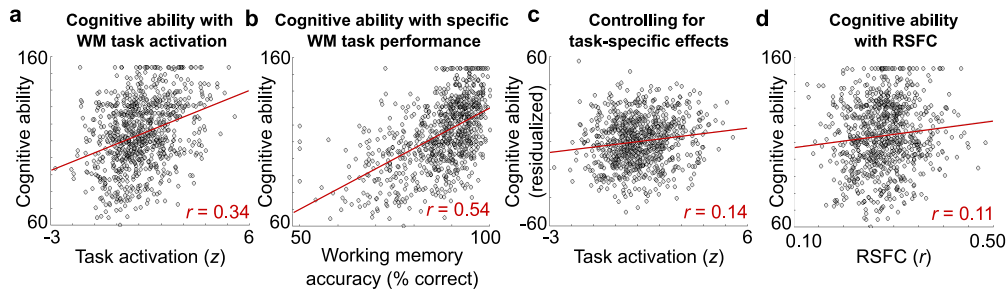 a
Cognitive ability with
WM task activation
160
Cognitive ability
60
-3
6
r = 0.34
Task activation (z)
b
Cognitive ability with specific
WM task performance
160
Cognitive ability
60
50
100
r = 0.54
Working memory
accuracy (% correct)
c
Controlling for
task-specific effects
60
Cognitive ability
(residualized)
-60
-3
6
r = 0.14
Task activation (z)
d
Cognitive ability
with RSFC
160
Cognitive ability
60
0.10
0.50
r = 0.11
RSFC (r)